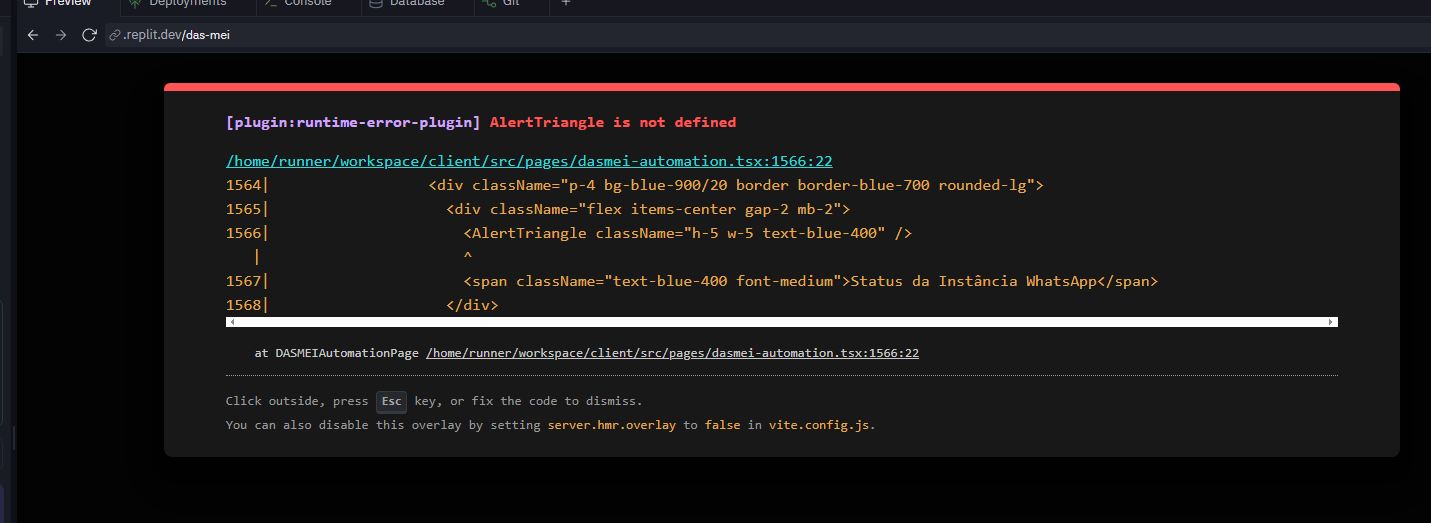 Preview Deployments Console Database Git +
.replit.dev/das-mei
[plugin:runtime-error-plugin] AlertTriangle is not defined
/home/runner/workspace/client/src/pages/dasmei-automation.tsx:1566:22
1564| <div className="p-4 bg-blue-900/20 border border-blue-700 rounded-lg">
1565| <div className="flex items-center gap-2 mb-2">
1566| <AlertTriangle className="h-5 w-5 text-blue-400" />
| ^
1567| <span className="text-blue-400 font-medium">Status da Instância WhatsApp</span>
1568| </div>
at DASMEIAutomationPage /home/runner/workspace/client/src/pages/dasmei-automation.tsx:1566:22
Click outside, press Esc key, or fix the code to dismiss.
You can also disable this overlay by setting server.hmr.overlay to false in vite.config.js.